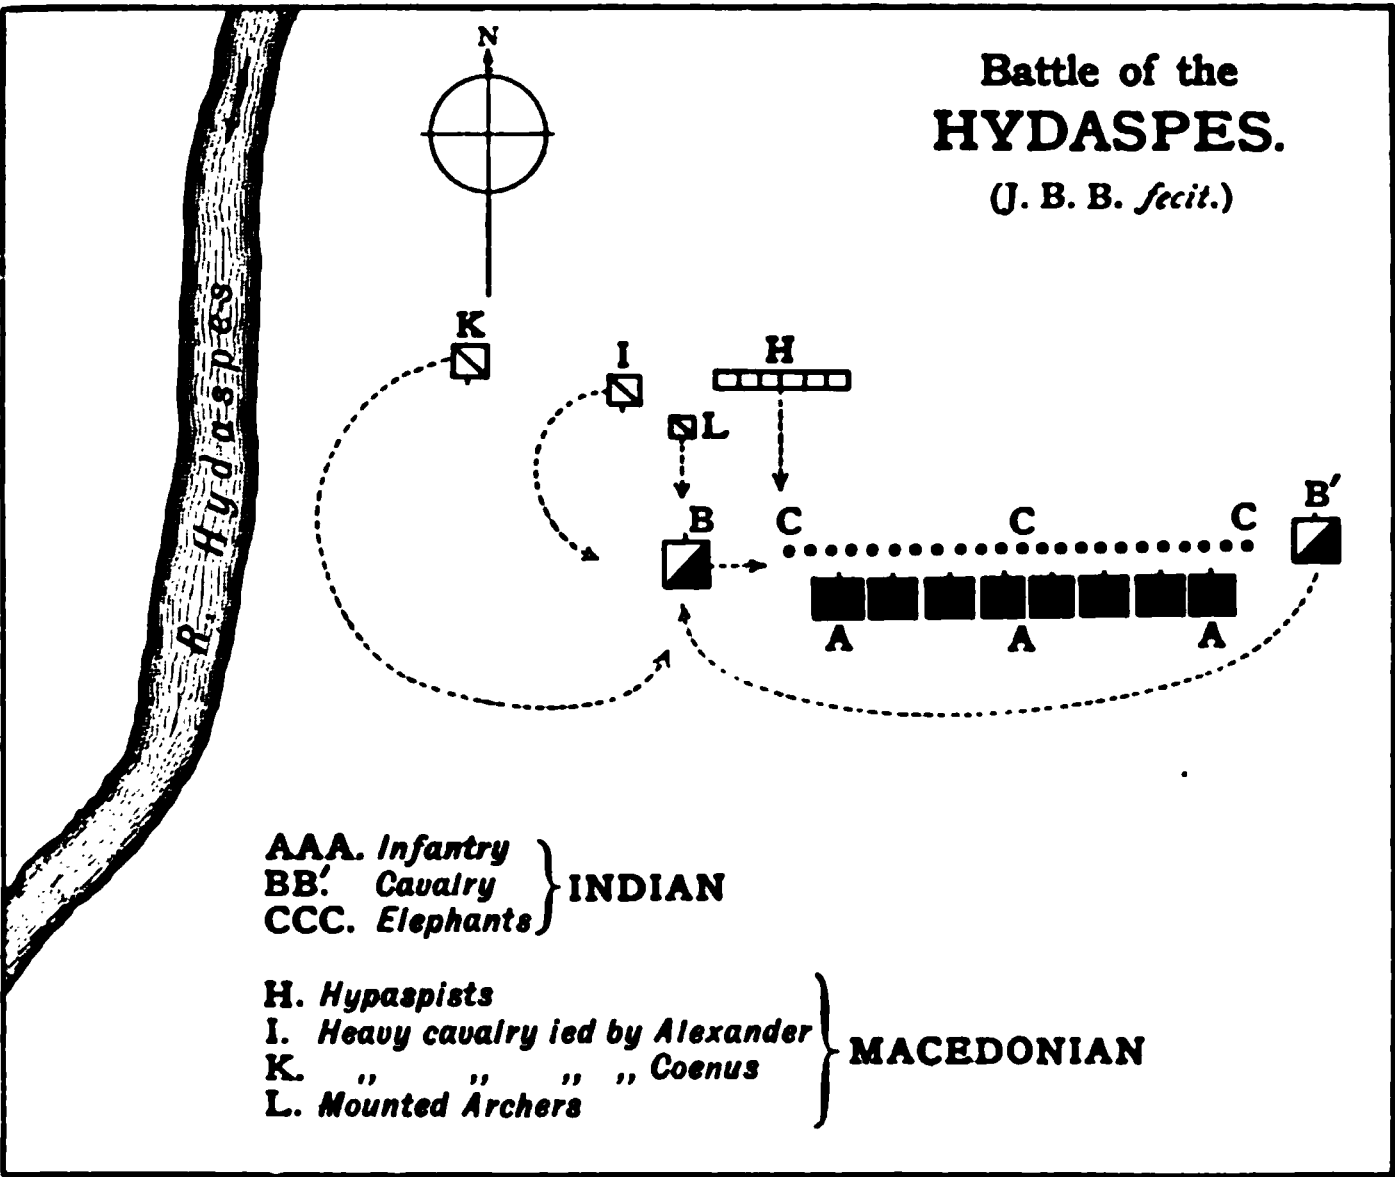 N
Battle of the
HYDASPES.
(J. B. B. fecit.)
R. Hydaspes
K
I
H
L
B
C
C
C
B′
A
A
A
AAA. Infantry
BB′. Cavalry
CCC. Elephants
INDIAN
H. Hypaspists
I. Heavy cavalry ied by Alexander
K. ,, ,, ,, ,, Coenus
L. Mounted Archers
MACEDONIAN